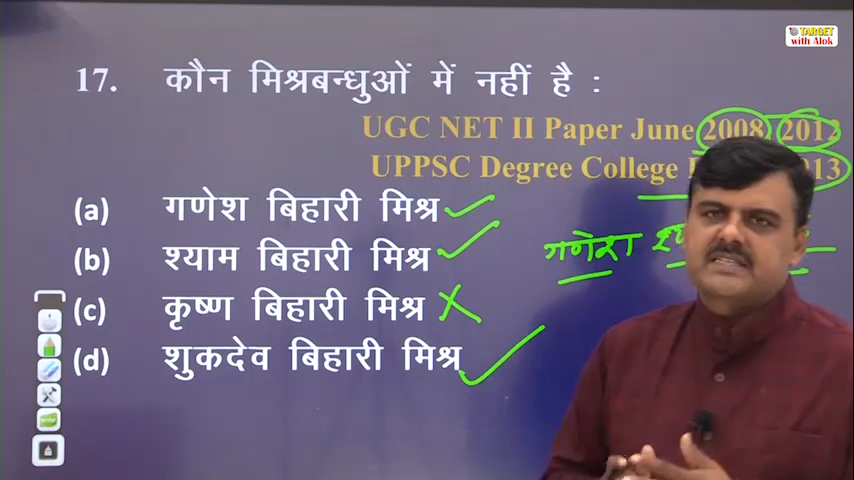 TARGET
with Alok
17. कौन मिश्रबन्धुओं में नहीं है :
UGC NET II Paper June 2008 2012
UPPSC Degree College 2013
(a) गणेश बिहारी मिश्र
(b) श्याम बिहारी मिश्र
(c) कृष्ण बिहारी मिश्र
(d) शुकदेव बिहारी मिश्र
गणेश